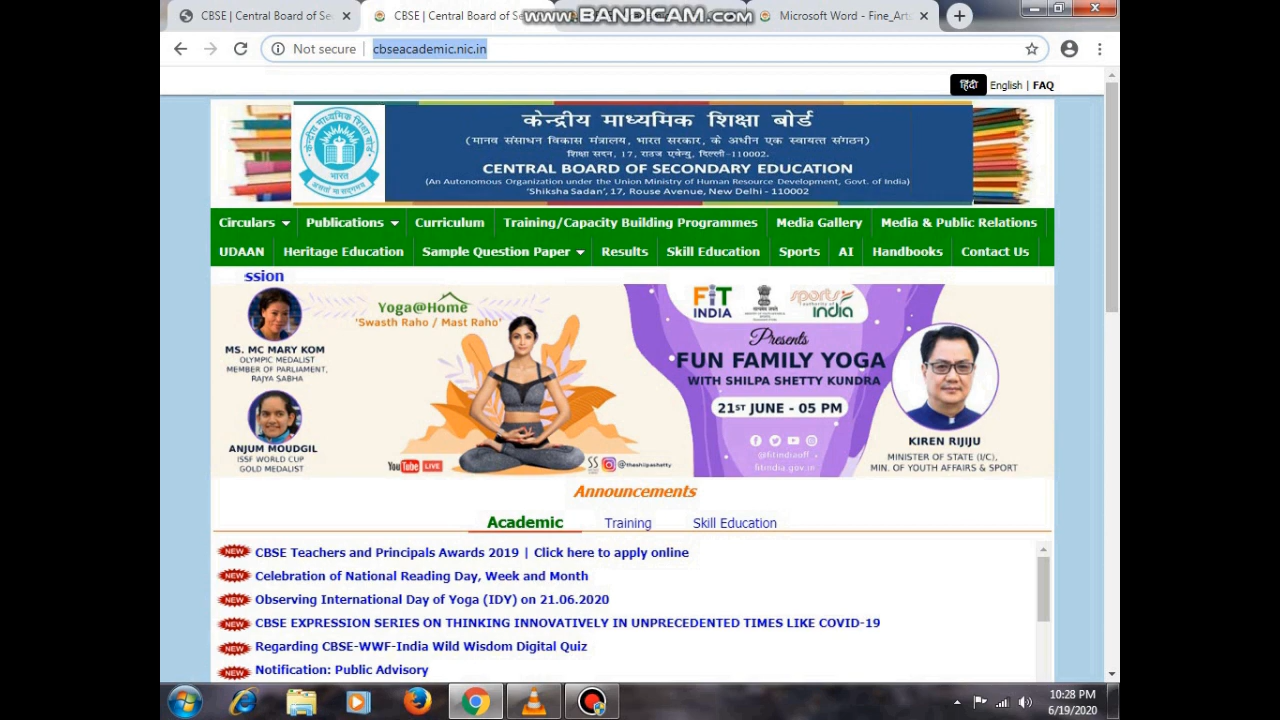 CBSE | Central Board of Se
CBSE | Central Board of Se
www.BANDICAM.com
Microsoft Word - Fine_Art
Not secure
cbseacademic.nic.in
हिंदी English | FAQ
केन्द्रीय माध्यमिक शिक्षा बोर्ड
(मानव संसाधन विकास मंत्रालय, भारत सरकार, के अधीन एक स्वायत्त संगठन)
शिक्षा सदन, 17, राउज एवेन्यु, दिल्ली-110002.
CENTRAL BOARD OF SECONDARY EDUCATION
(An Autonomous Organization under the Union Ministry of Human Resource Development, Govt. of India)
'Shiksha Sadan', 17, Rouse Avenue, New Delhi - 110002
भारत
Circulars Publications Curriculum Training/Capacity Building Programmes Media Gallery Media & Public Relations
UDAAN Heritage Education Sample Question Paper Results Skill Education Sports AI Handbooks Contact Us
ssion
Yoga@Home
'Swasth Raho / Mast Raho'
MS. MC MARY KOM
OLYMPIC MEDALIST
MEMBER OF PARLIAMENT,
RAJYA SABHA
ANJUM MOUDGIL
ISSF WORLD CUP
GOLD MEDALIST
YouTube LIVE
@theshilpashetty
FIT INDIA
sports 
india
Presents
FUN FAMILY YOGA
WITH SHILPA SHETTY KUNDRA
21ST JUNE - 05 PM
@fitindiaoff
fitindia.gov.in
KIREN RIJIJU
MINISTER OF STATE (I/C),
MIN. OF YOUTH AFFAIRS & SPORT
Announcements
Academic Training Skill Education
NEW CBSE Teachers and Principals Awards 2019 | Click here to apply online
NEW Celebration of National Reading Day, Week and Month
NEW Observing International Day of Yoga (IDY) on 21.06.2020
NEW CBSE EXPRESSION SERIES ON THINKING INNOVATIVELY IN UNPRECEDENTED TIMES LIKE COVID-19
NEW Regarding CBSE-WWF-India Wild Wisdom Digital Quiz
NEW Notification: Public Advisory
10:28 PM
6/19/2020